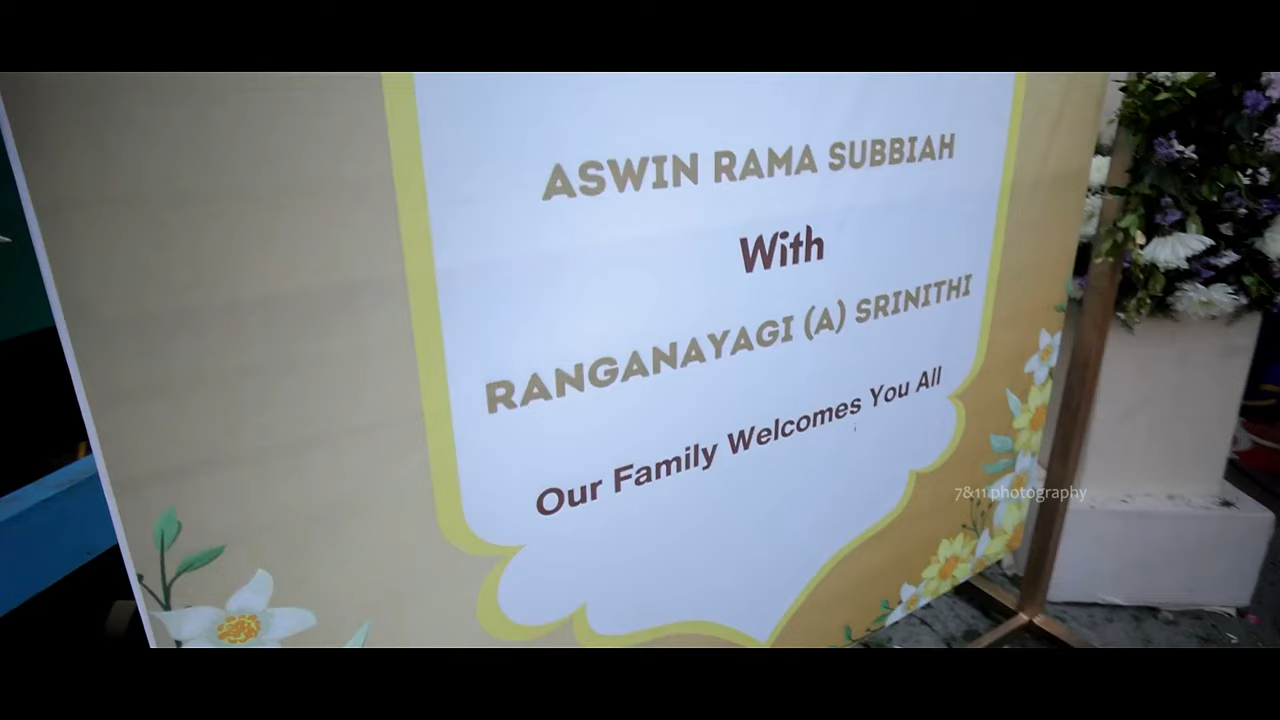 ASWIN RAMA SUBBIAH
With
RANGANAYAGI (A) SRINITHI
Our Family Welcomes You All
7&11.photography